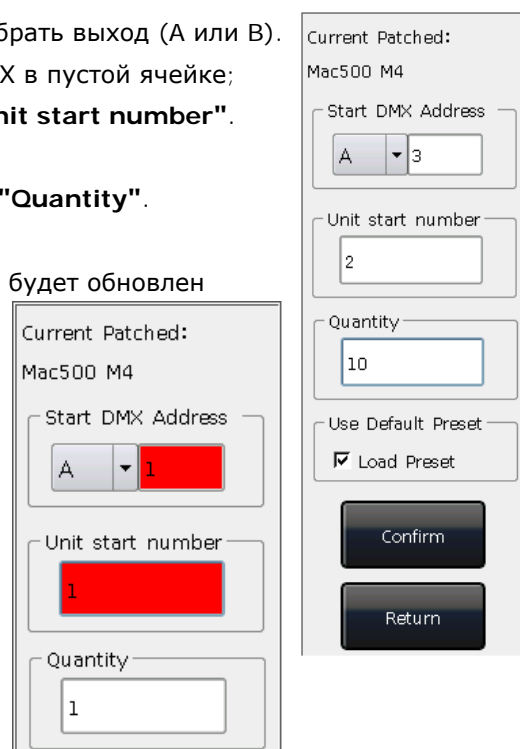 брать выход (А или В).
X в пустой ячейке;
nit start number".
"Quantity".
будет обновлен
Current Patched:
Mac500 M4
Start DMX Address
A 1
Unit start number
1
Quantity
1
Current Patched:
Mac500 M4
Start DMX Address
A 3
Unit start number
2
Quantity
10
Use Default Preset
Load Preset
Confirm
Return